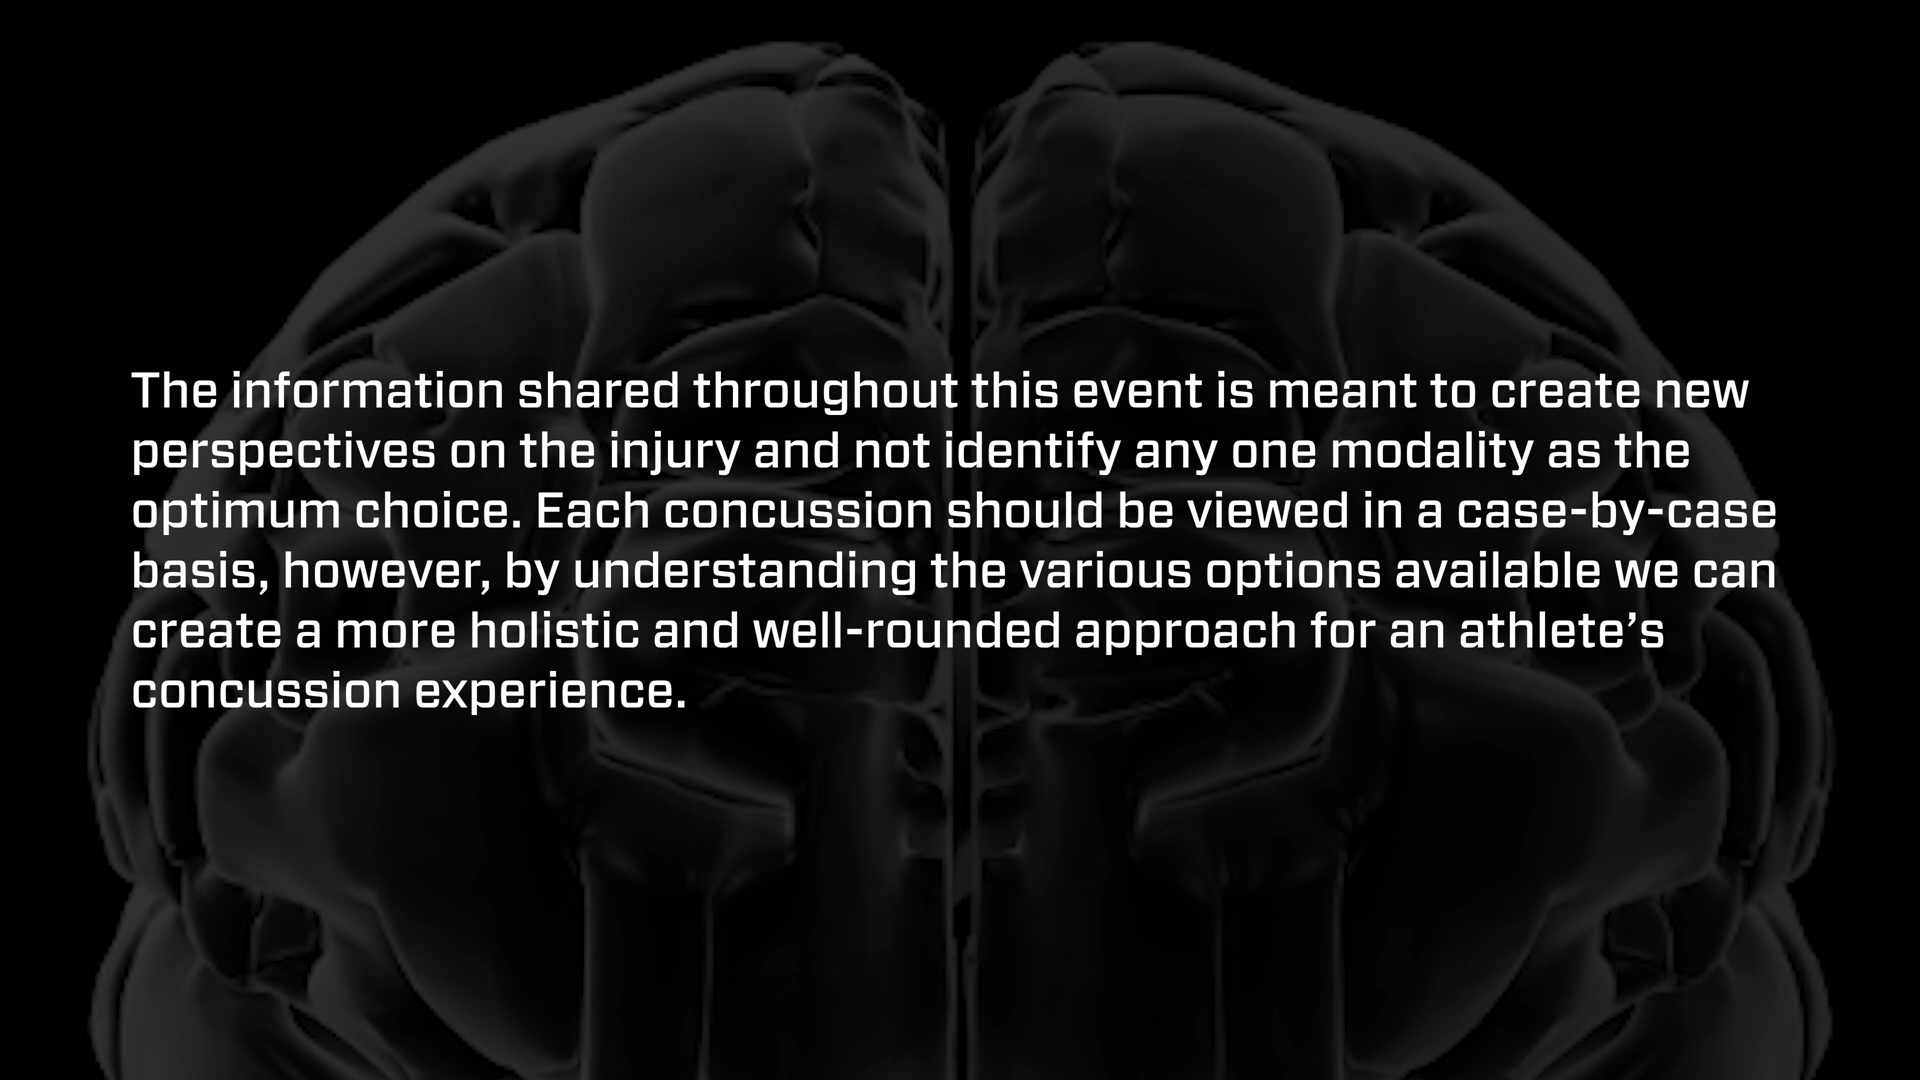 The information shared throughout this event is meant to create new
perspectives on the injury and not identify any one modality as the
optimum choice. Each concussion should be viewed in a case-by-case
basis, however, by understanding the various options available we can
create a more holistic and well-rounded approach for an athlete’s
concussion experience.